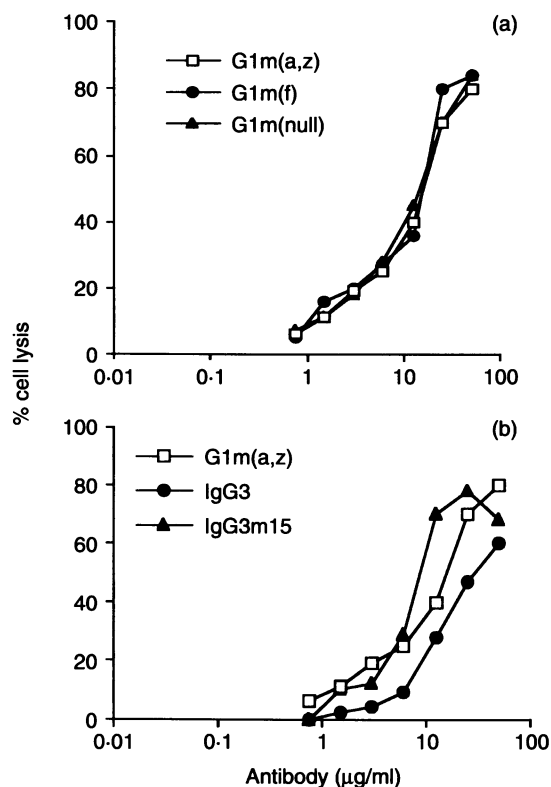 (a)
G1m(a,z)
G1m(f)
G1m(null)
100
80
60
40
20
0
0·01 0·1 1 10 100
% cell lysis
(b)
G1m(a,z)
IgG3
IgG3m15
100
80
60
40
20
0
0·01 0·1 1 10 100
Antibody (μg/ml)